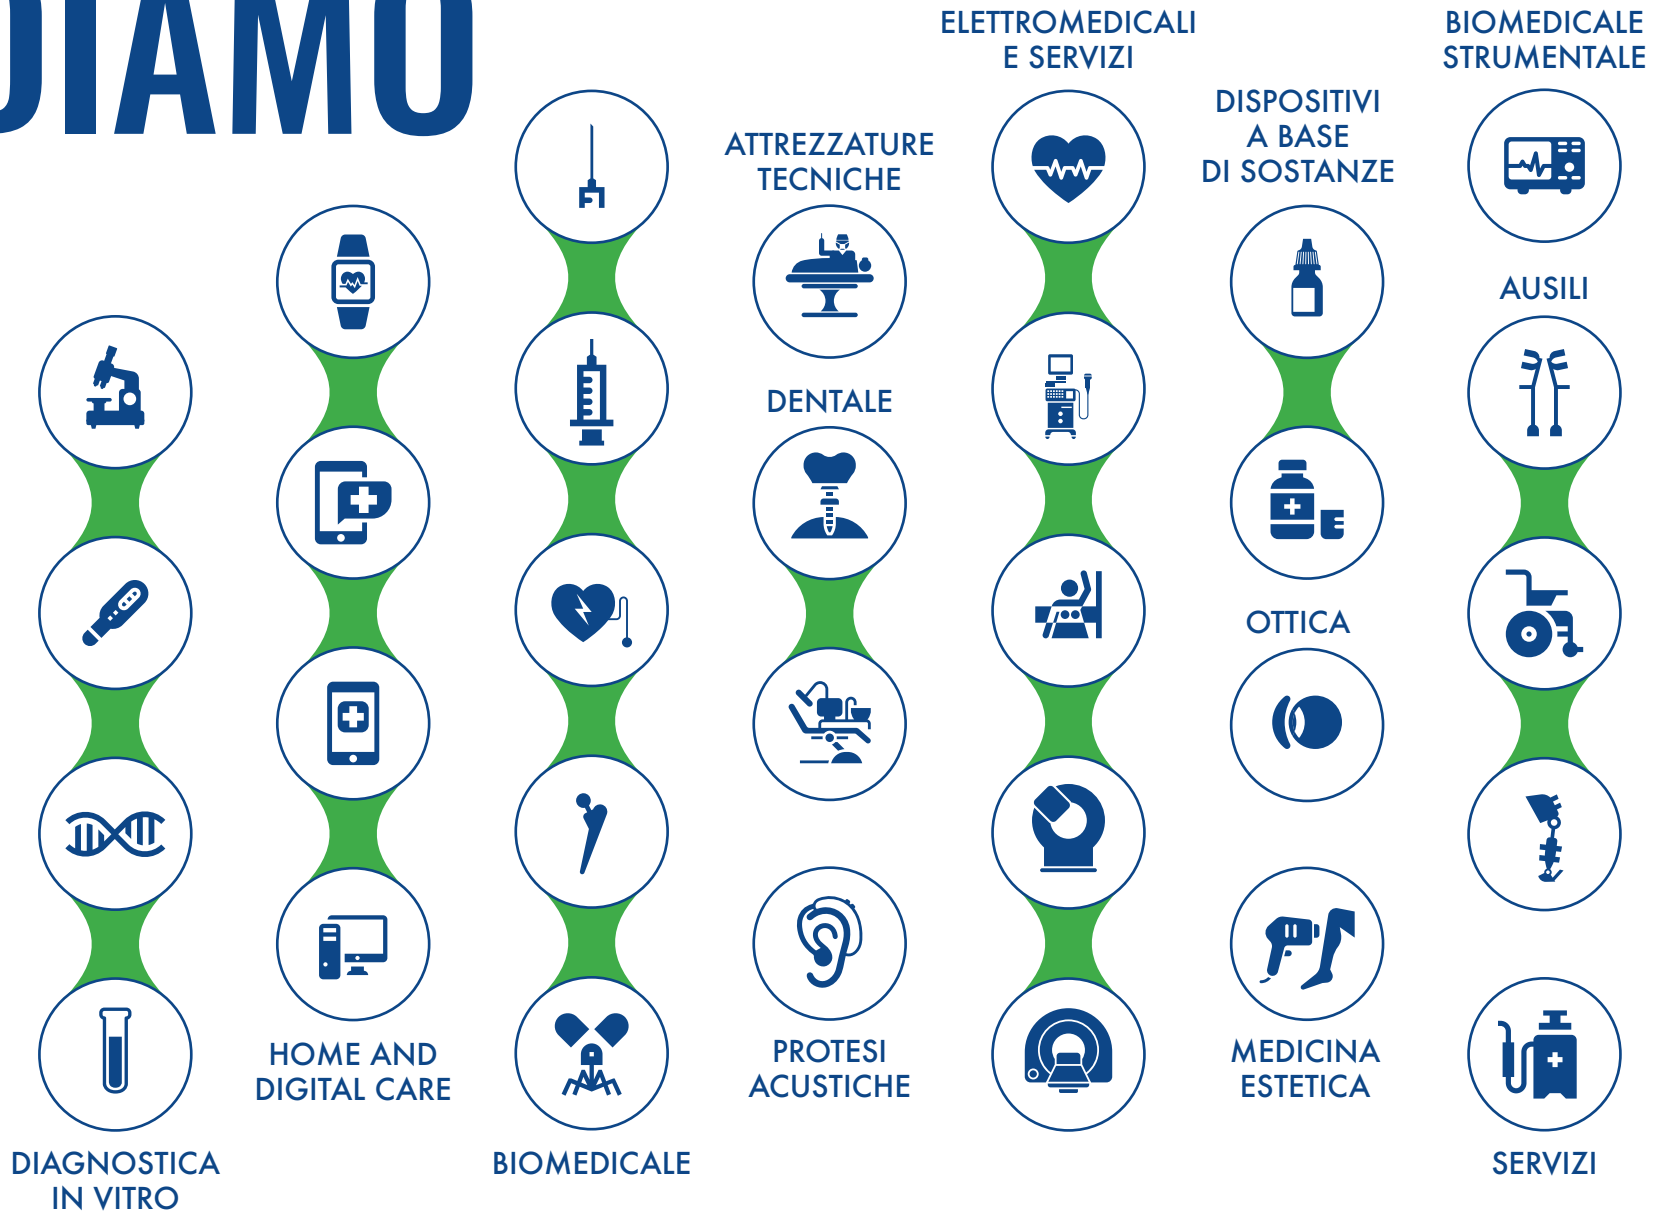 DIAMO
ELETTROMEDICALI
E SERVIZI
BIOMEDICALE
STRUMENTALE
DISPOSITIVI
A BASE
DI SOSTANZE
ATTREZZATURE
TECNICHE
AUSILI
DENTALE
OTTICA
HOME AND
DIGITAL CARE
PROTESI
ACUSTICHE
MEDICINA
ESTETICA
DIAGNOSTICA
IN VITRO
BIOMEDICALE
SERVIZI